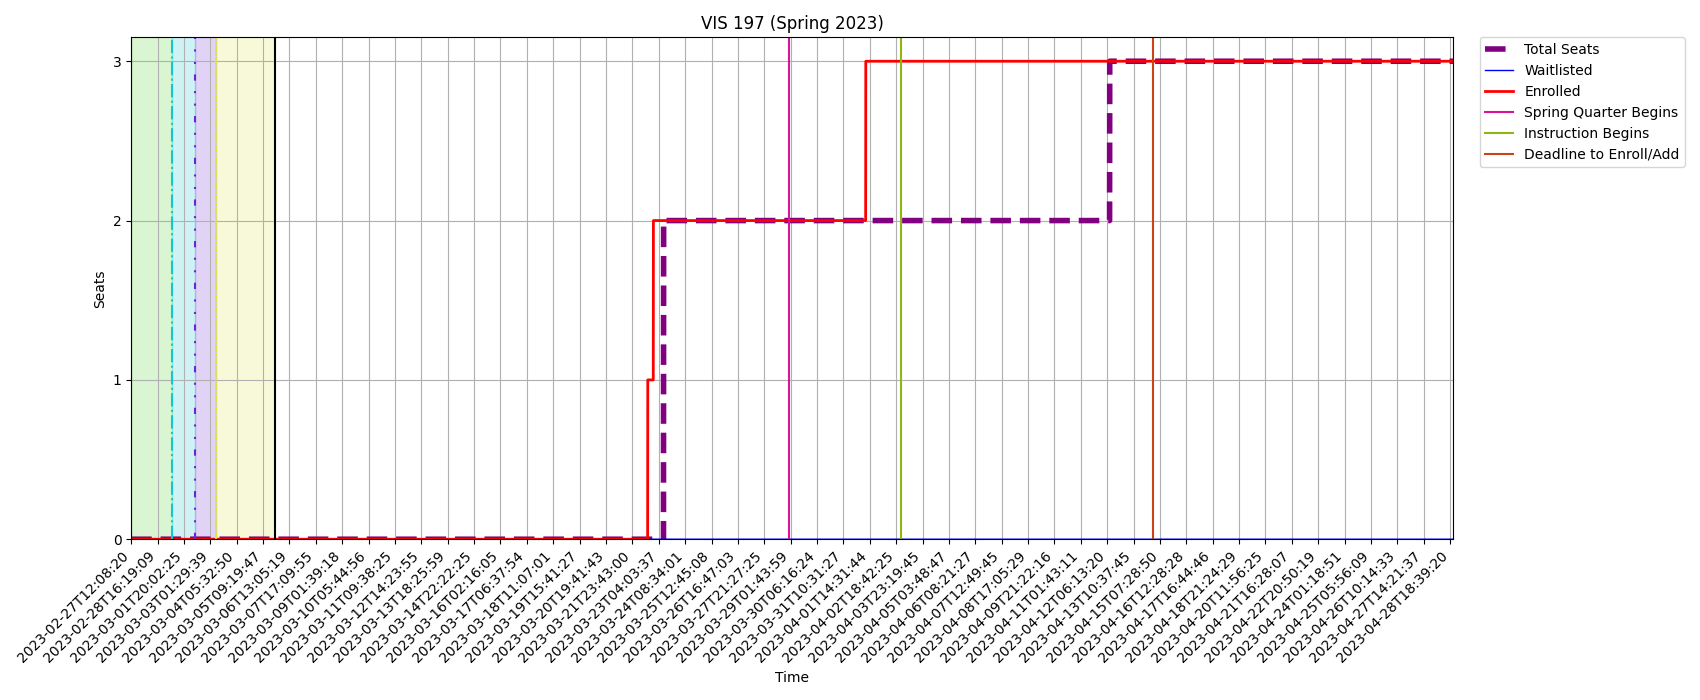 VIS 197 (Spring 2023)
Total Seats
Waitlisted
Enrolled
Spring Quarter Begins
Instruction Begins
Deadline to Enroll/Add
Seats
3
2
1
0
2023-02-27T12:08:20
2023-02-28T16:19:09
2023-03-01T20:02:25
2023-03-03T01:29:39
2023-03-04T05:32:50
2023-03-05T09:19:47
2023-03-06T13:05:19
2023-03-07T17:09:55
2023-03-09T01:39:18
2023-03-10T05:44:56
2023-03-11T09:38:25
2023-03-12T14:23:55
2023-03-13T18:25:59
2023-03-14T22:22:25
2023-03-16T02:16:05
2023-03-17T06:37:54
2023-03-18T11:07:01
2023-03-19T15:41:27
2023-03-20T19:41:43
2023-03-21T23:43:00
2023-03-23T04:03:37
2023-03-24T08:34:01
2023-03-25T12:45:08
2023-03-26T16:47:03
2023-03-27T21:27:25
2023-03-29T01:43:59
2023-03-30T06:16:24
2023-03-31T10:31:27
2023-04-01T14:31:44
2023-04-02T18:42:25
2023-04-03T23:19:45
2023-04-05T03:48:47
2023-04-06T08:21:27
2023-04-07T12:49:45
2023-04-08T17:05:29
2023-04-09T21:22:16
2023-04-11T01:43:11
2023-04-12T06:13:20
2023-04-13T10:37:45
2023-04-15T07:28:50
2023-04-16T12:28:28
2023-04-17T16:44:46
2023-04-18T21:24:29
2023-04-20T11:56:25
2023-04-21T16:28:07
2023-04-22T20:50:19
2023-04-24T01:18:51
2023-04-25T05:56:09
2023-04-26T10:14:33
2023-04-27T14:21:37
2023-04-28T18:39:20
Time